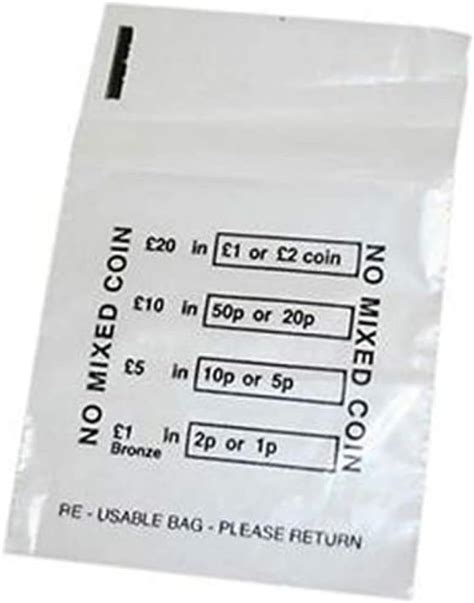 NO MIXED COIN
£20 in £1 or £2 coin
£10 in 50p or 20p
£5 in 10p or 5p
£1 in 2p or 1p
Bronze
NO MIXED COIN
RE - USABLE BAG - PLEASE RETURN